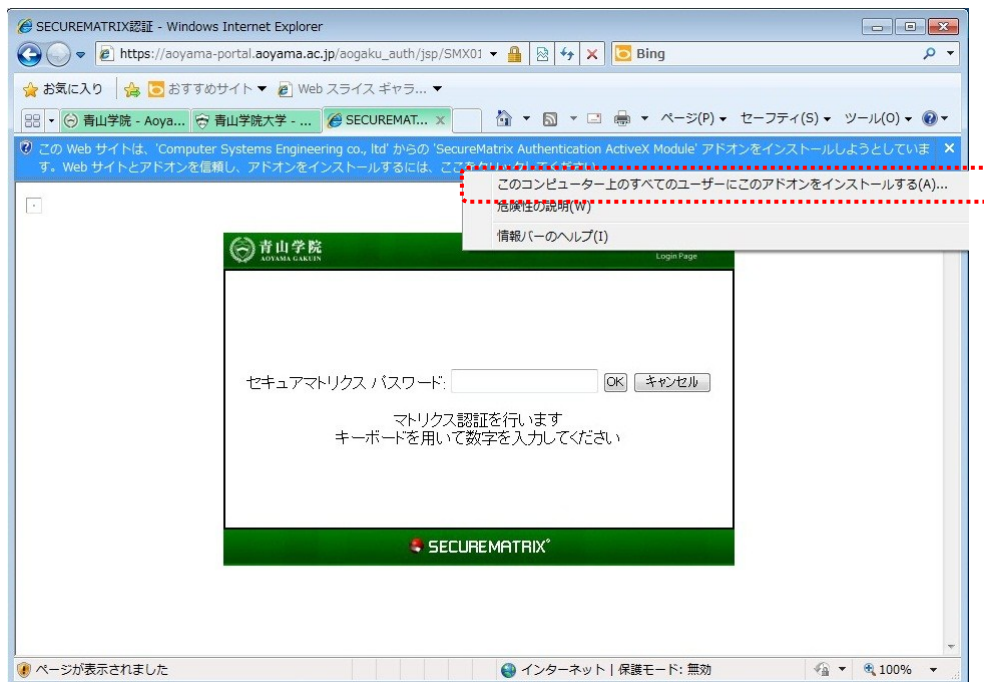 SECUREMATRIX認証 - Windows Internet Explorer
https://aoyama-portal.aoyama.ac.jp/aogaku_auth/jsp/SMX01
Bing
お気に入り
おすすめサイト ▼
Web スライス ギャラ... ▼
青山学院 - Aoya...
青山学院大学 - ...
SECUREMAT... ×
ページ(P) ▼
セーフティ(S) ▼
ツール(O) ▼
この Web サイトは、'Computer Systems Engineering co., ltd' からの 'SecureMatrix Authentication ActiveX Module' アドオンをインストールしようとしていま
す。Web サイトとアドオンを信頼し、アドオンをインストールするには、ここをクリックしてください...
このコンピューター上のすべてのユーザーにこのアドオンをインストールする(A)...
危険性の説明(W)
情報バーのヘルプ(I)
青山学院
AOYAMA GAKUIN
Login Page
セキュアマトリクス パスワード:
OK
キャンセル
マトリクス認証を行います
キーボードを用いて数字を入力してください
SECUREMATRIX®
ページが表示されました
インターネット | 保護モード: 無効
100%